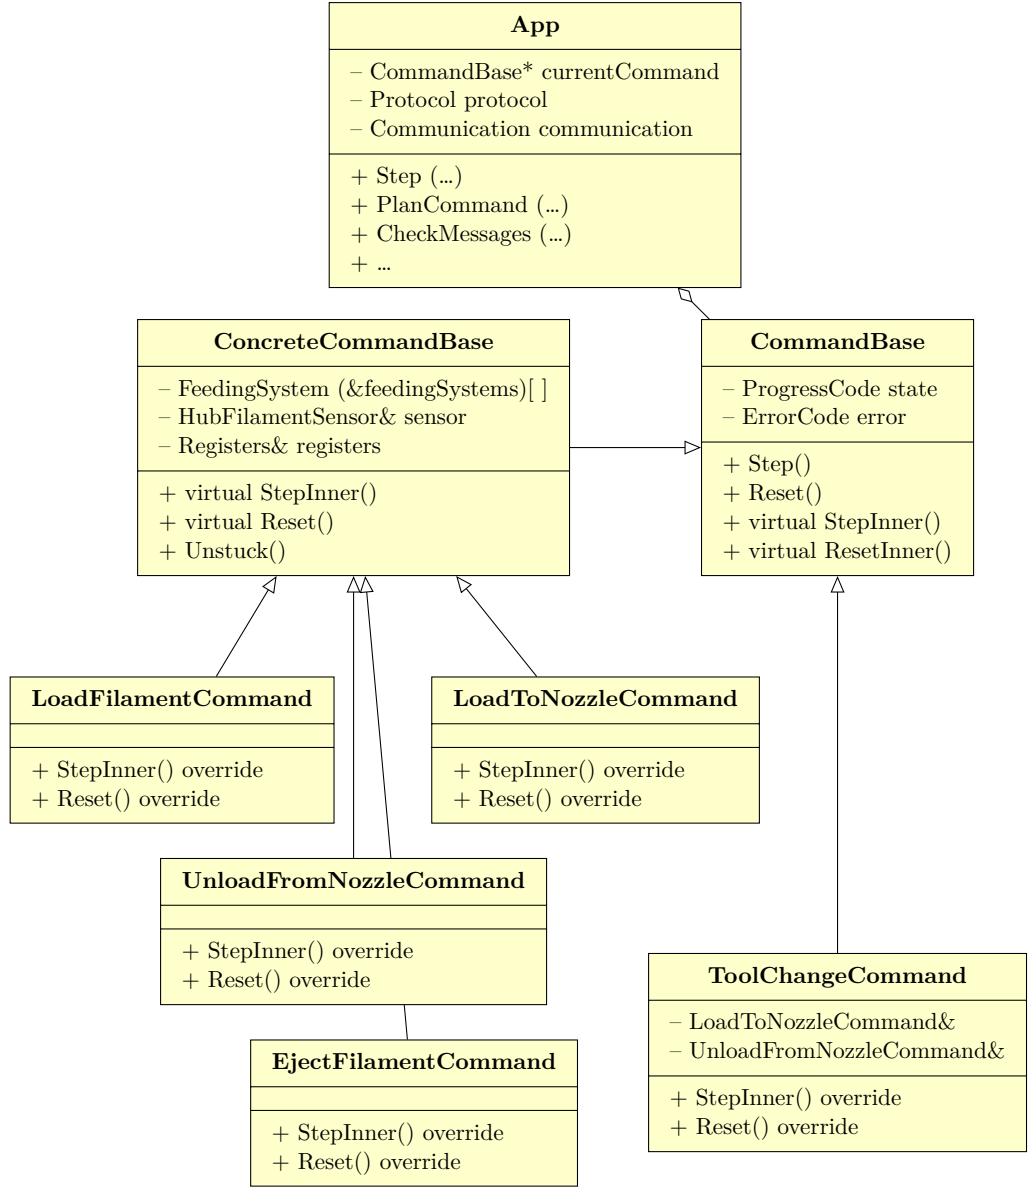 App
– CommandBase* currentCommand
– Protocol protocol
– Communication communication
+ Step (…)
+ PlanCommand (…)
+ CheckMessages (…)
+ …
ConcreteCommandBase
– FeedingSystem (&feedingSystems)[ ]
– HubFilamentSensor& sensor
– Registers& registers
+ virtual StepInner()
+ virtual Reset()
+ Unstuck()
CommandBase
– ProgressCode state
– ErrorCode error
+ Step()
+ Reset()
+ virtual StepInner()
+ virtual ResetInner()
LoadFilamentCommand
+ StepInner() override
+ Reset() override
LoadToNozzleCommand
+ StepInner() override
+ Reset() override
UnloadFromNozzleCommand
+ StepInner() override
+ Reset() override
ToolChangeCommand
– LoadToNozzleCommand&
– UnloadFromNozzleCommand&
+ StepInner() override
+ Reset() override
EjectFilamentCommand
+ StepInner() override
+ Reset() override